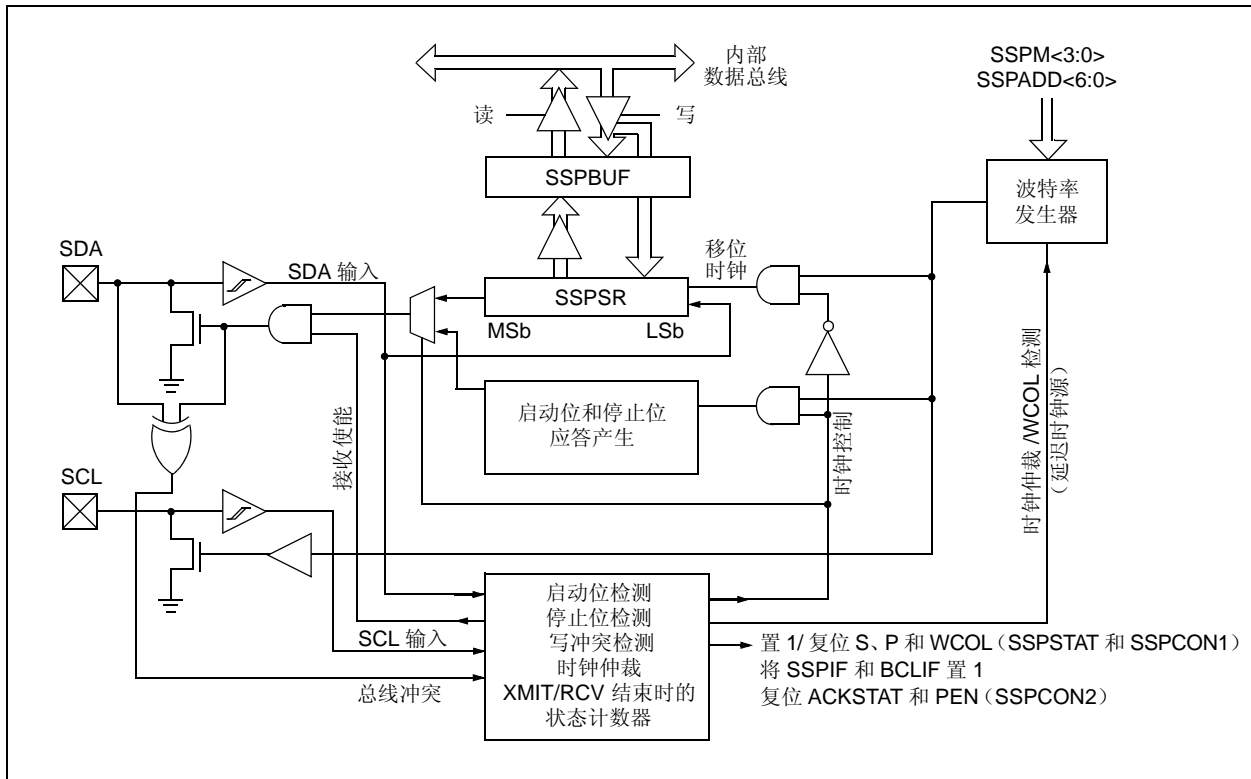 内部
数据总线
SSPM<3:0>
SSPADD<6:0>
读
写
SSPBUF
波特率
发生器
SDA
SDA 输入
移位
时钟
SSPSR
MSb
LSb
启动位和停止位
应答产生
接收使能
时钟控制
时钟仲裁 /WCOL 检测
（延迟时钟源）
SCL
启动位检测
停止位检测
写冲突检测
时钟仲裁
XMIT/RCV 结束时的
状态计数器
SCL 输入
总线冲突
置 1/ 复位 S、P 和 WCOL（SSPSTAT 和 SSPCON1）
将 SSPIF 和 BCLIF 置 1
复位 ACKSTAT 和 PEN（SSPCON2）